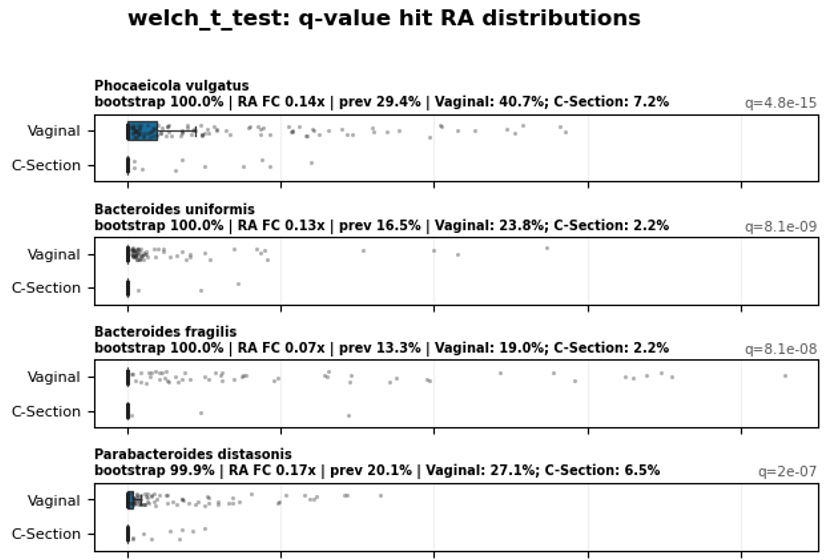 welch_t_test: q-value hit RA distributions
Phocaeicola vulgatus
bootstrap 100.0% | RA FC 0.14x | prev 29.4% | Vaginal: 40.7%; C-Section: 7.2%
q=4.8e-15
Vaginal
C-Section
Bacteroides uniformis
bootstrap 100.0% | RA FC 0.13x | prev 16.5% | Vaginal: 23.8%; C-Section: 2.2%
q=8.1e-09
Vaginal
C-Section
Bacteroides fragilis
bootstrap 100.0% | RA FC 0.07x | prev 13.3% | Vaginal: 19.0%; C-Section: 2.2%
q=8.1e-08
Vaginal
C-Section
Parabacteroides distasonis
bootstrap 99.9% | RA FC 0.17x | prev 20.1% | Vaginal: 27.1%; C-Section: 6.5%
q=2e-07
Vaginal
C-Section